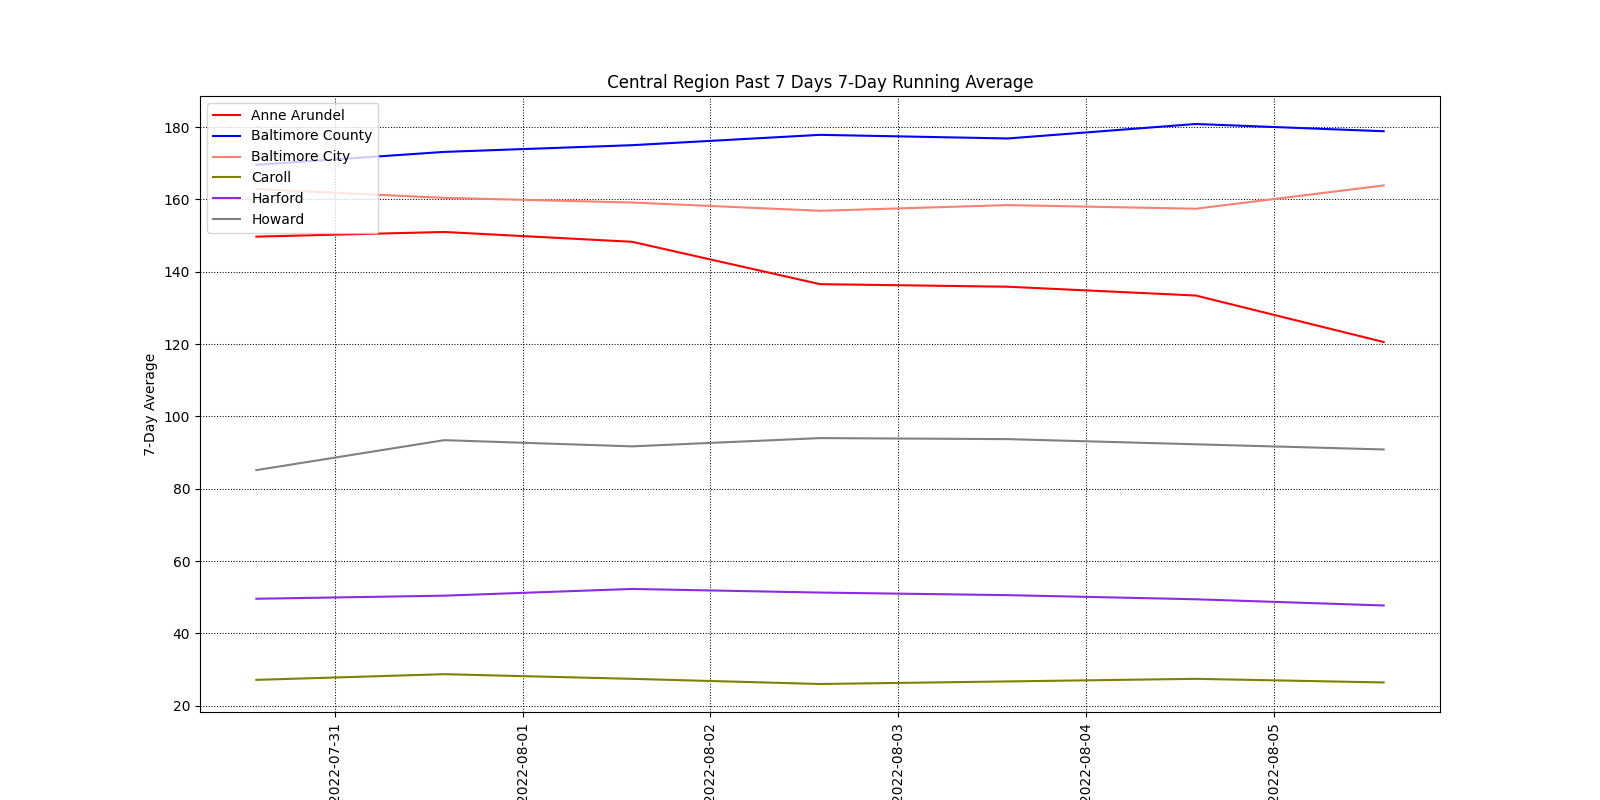 Central Region Past 7 Days 7-Day Running Average
Anne Arundel
Baltimore County
Baltimore City
Caroll
Harford
Howard
7-Day Average
180
160
140
120
100
80
60
40
20
2022-07-31
2022-08-01
2022-08-02
2022-08-03
2022-08-04
2022-08-05